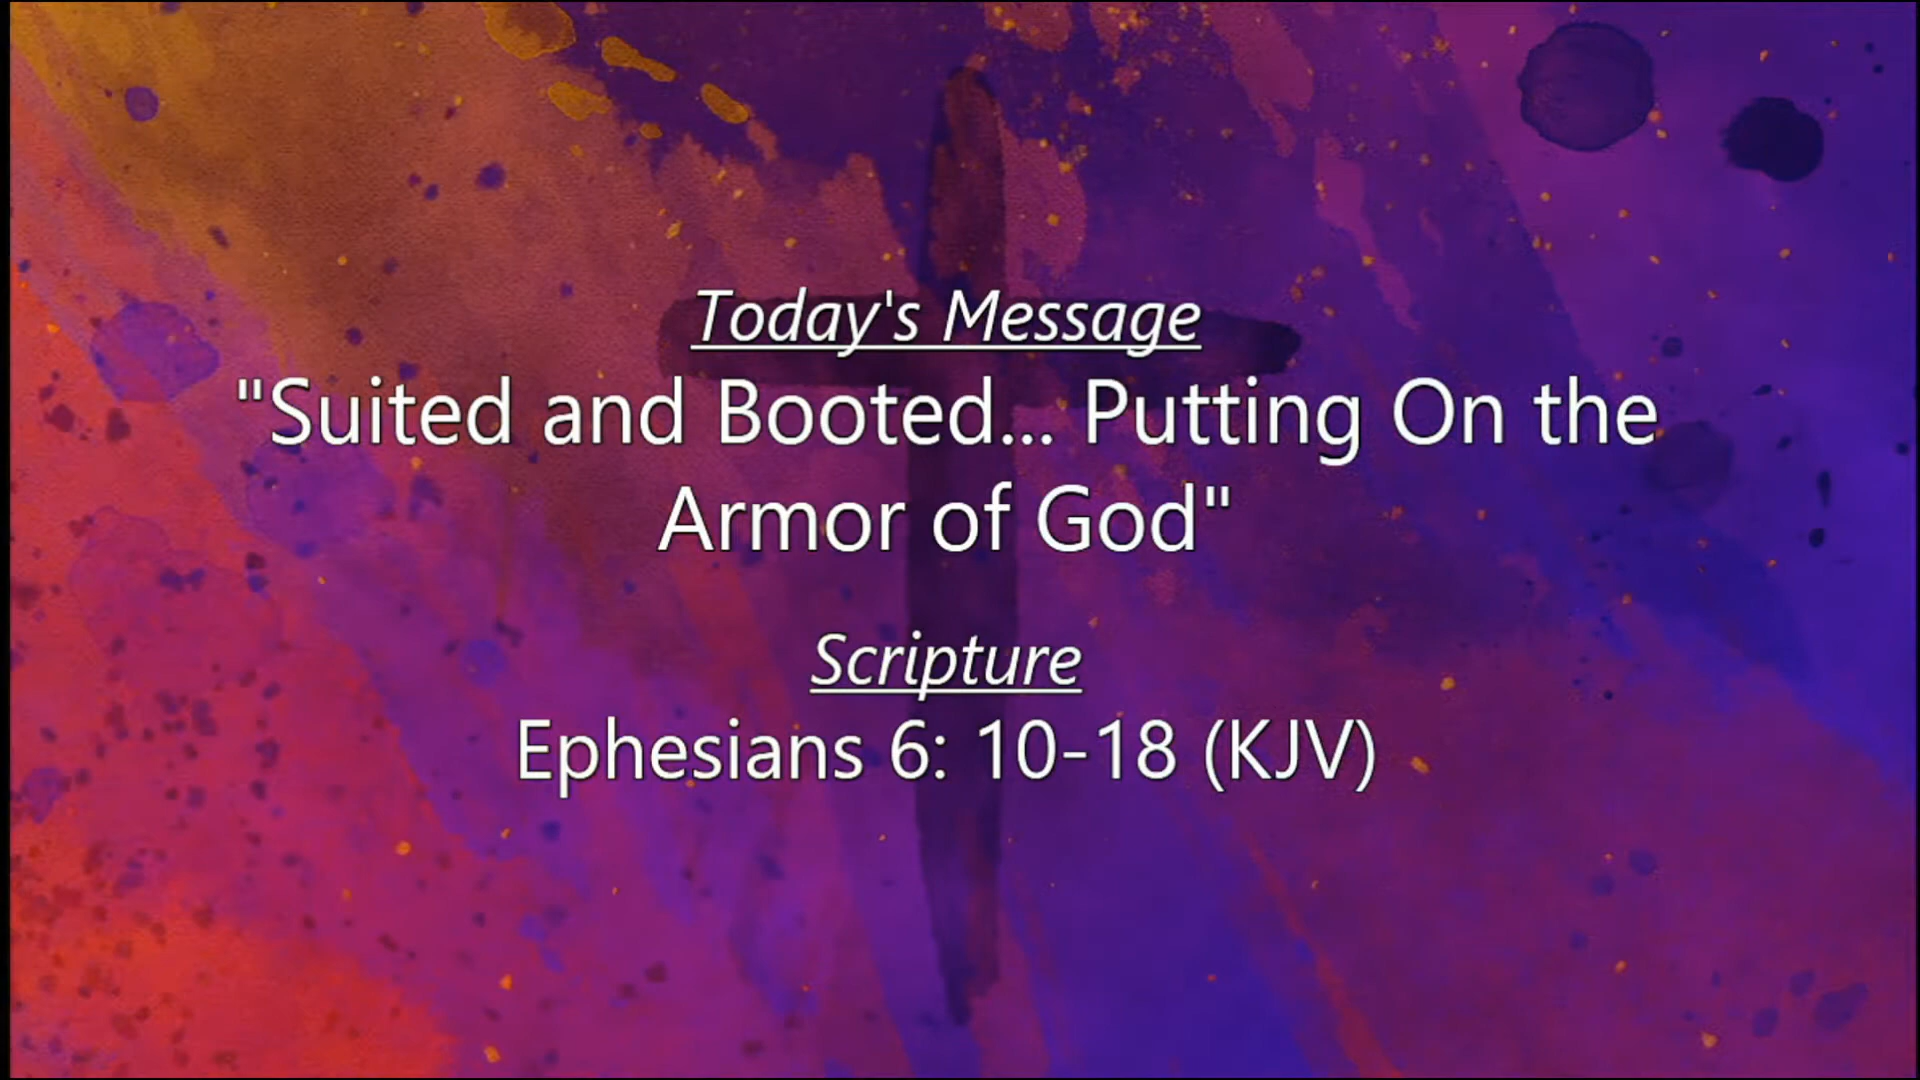 Today's Message
"Suited and Booted... Putting On the
Armor of God"
Scripture
Ephesians 6: 10-18 (KJV)